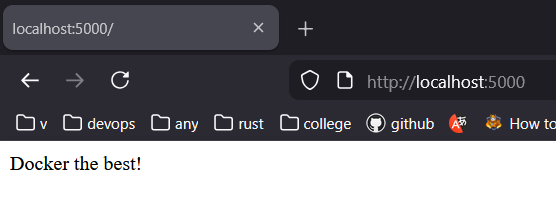 localhost:5000/
http://localhost:5000
v devops any rust college github How to
Docker the best!